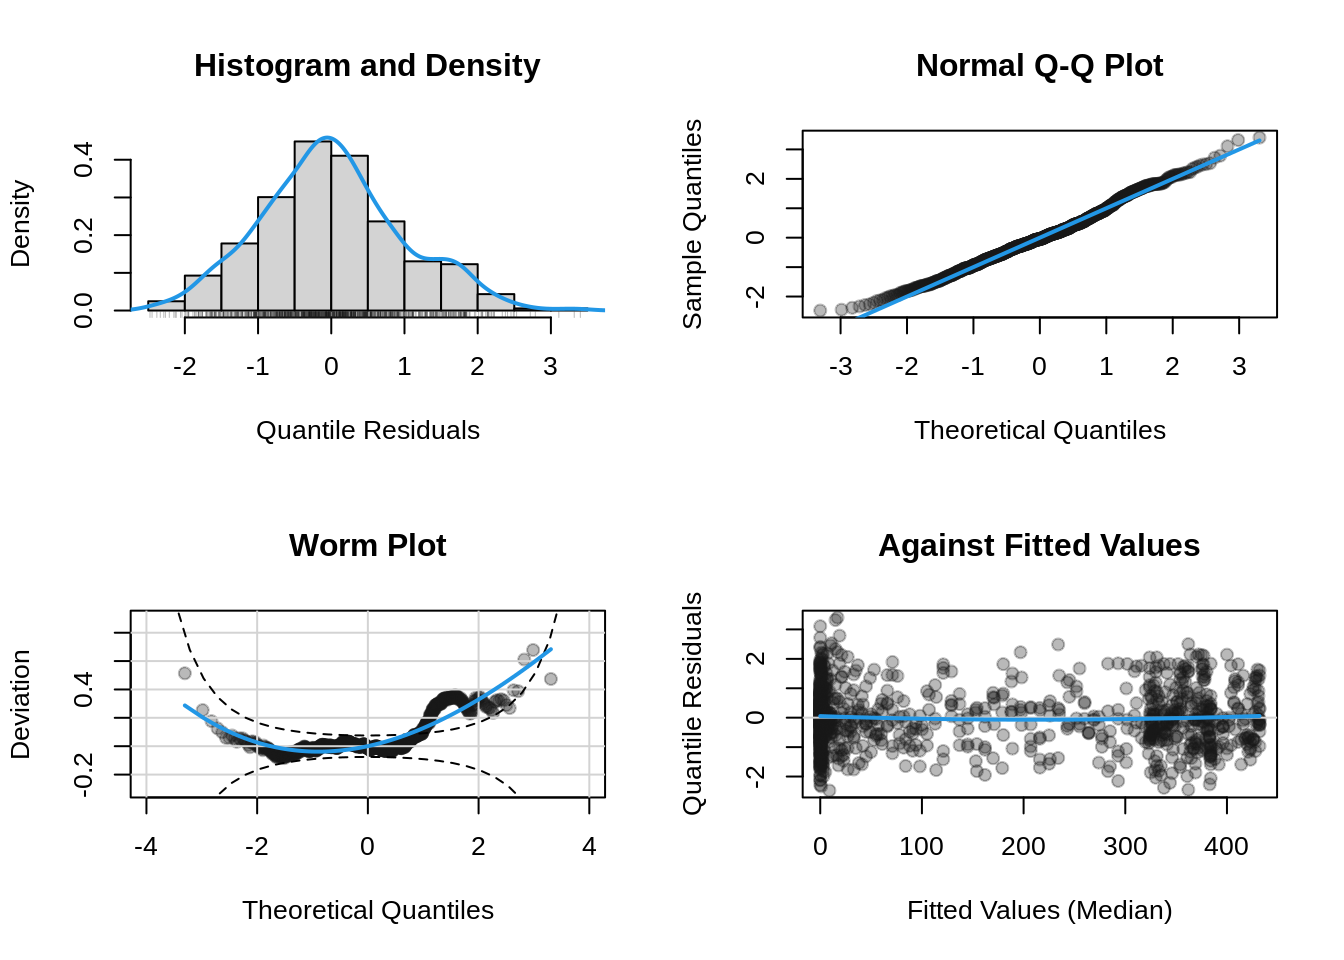 Histogram and Density
Density
0.0 0.2 0.4
-2 -1 0 1 2 3
Quantile Residuals
Normal Q-Q Plot
Sample Quantiles
-2 0 2
-3 -2 -1 0 1 2 3
Theoretical Quantiles
Worm Plot
Deviation
-0.2 0.4
-4 -2 0 2 4
Theoretical Quantiles
Against Fitted Values
Quantile Residuals
-2 0 2
0 100 200 300 400
Fitted Values (Median)